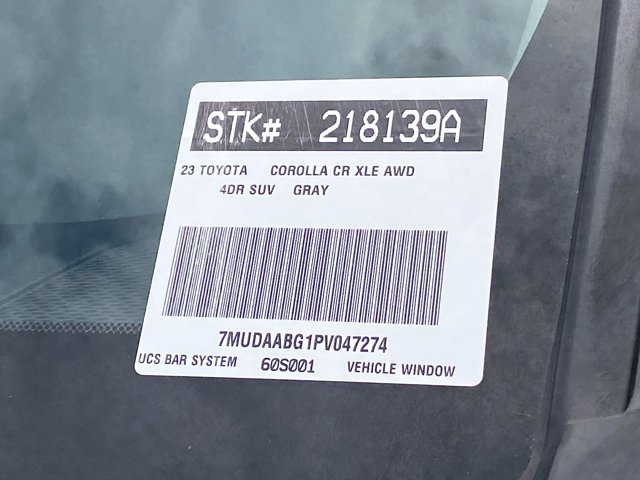 STK# 218139A
23 TOYOTA COROLLA CR XLE AWD
4DR SUV GRAY
7MUDAABG1PV047274
UCS BAR SYSTEM 60S001 VEHICLE WINDOW